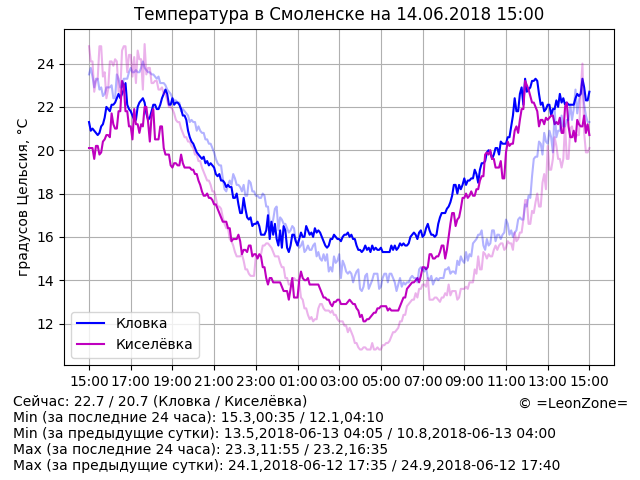 Температура в Смоленске на 14.06.2018 15:00
градусов Цельсия, °C
24
22
20
18
16
14
12
Кловка
Киселёвка
15:00 17:00 19:00 21:00 23:00 01:00 03:00 05:00 07:00 09:00 11:00 13:00 15:00
Сейчас: 22.7 / 20.7 (Кловка / Киселёвка)
© =LeonZone=
Min (за последние 24 часа): 15.3,00:35 / 12.1,04:10
Min (за предыдущие сутки): 13.5,2018-06-13 04:05 / 10.8,2018-06-13 04:00
Max (за последние 24 часа): 23.3,11:55 / 23.2,16:35
Max (за предыдущие сутки): 24.1,2018-06-12 17:35 / 24.9,2018-06-12 17:40